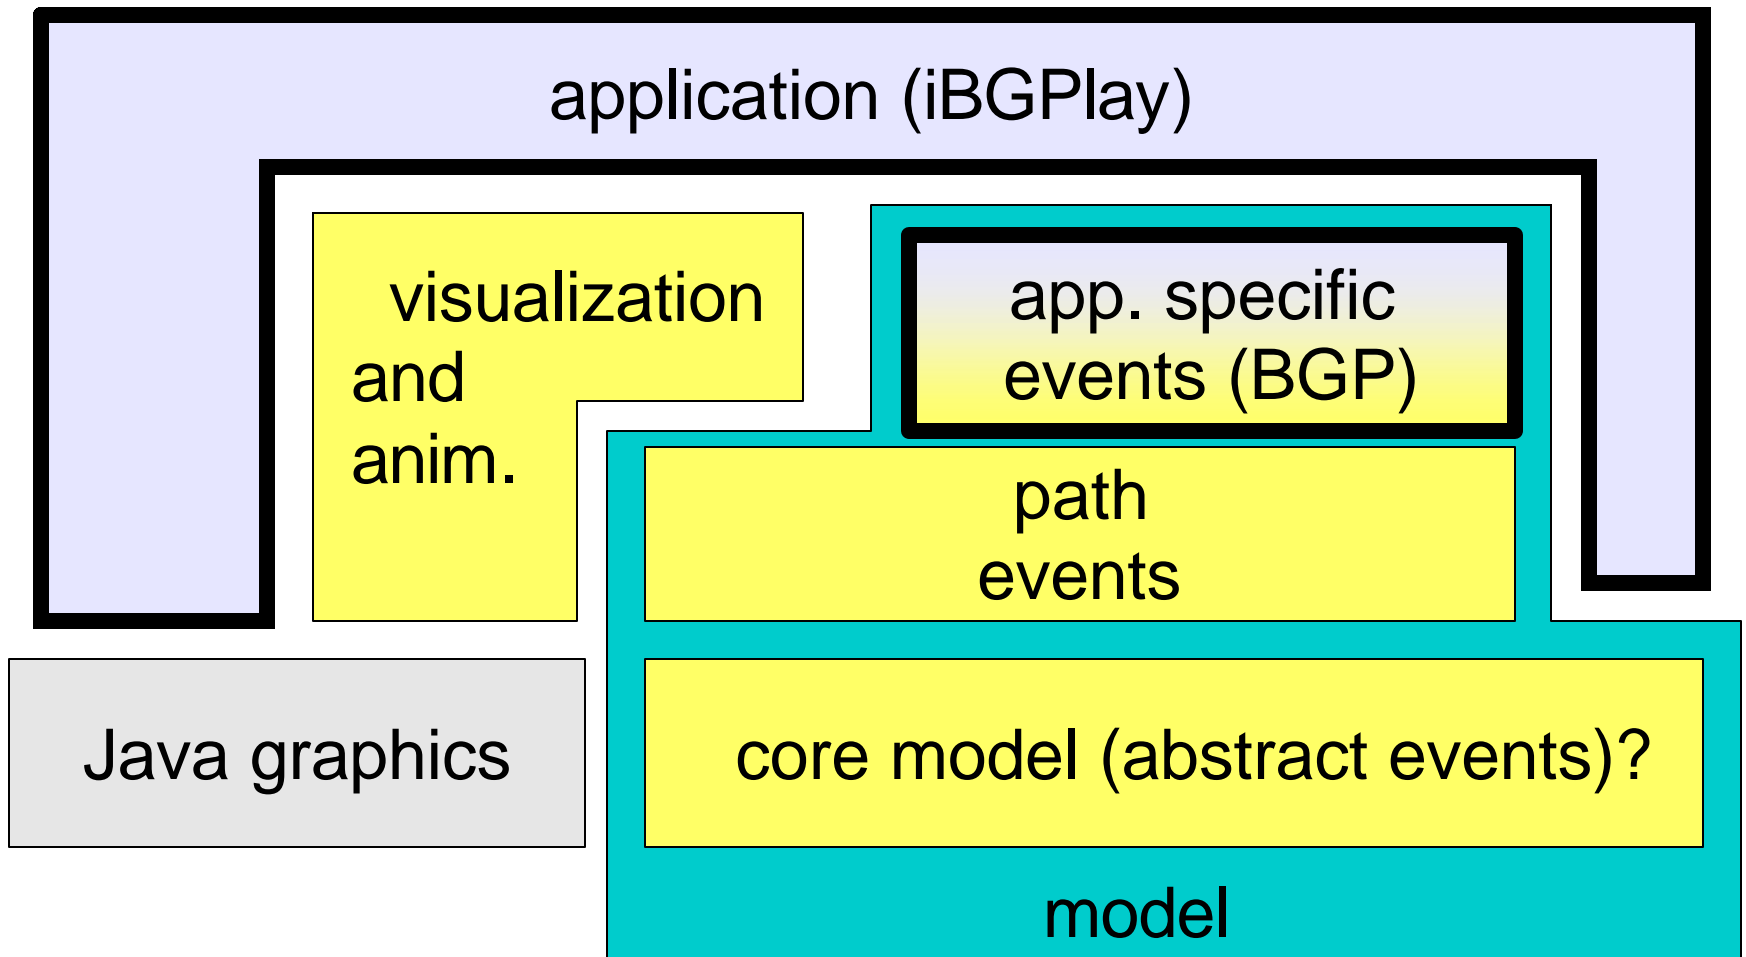 application (iBGPlay)
visualization
and
anim.
app. specific
events (BGP)
path
events
Java graphics
core model (abstract events)?
model